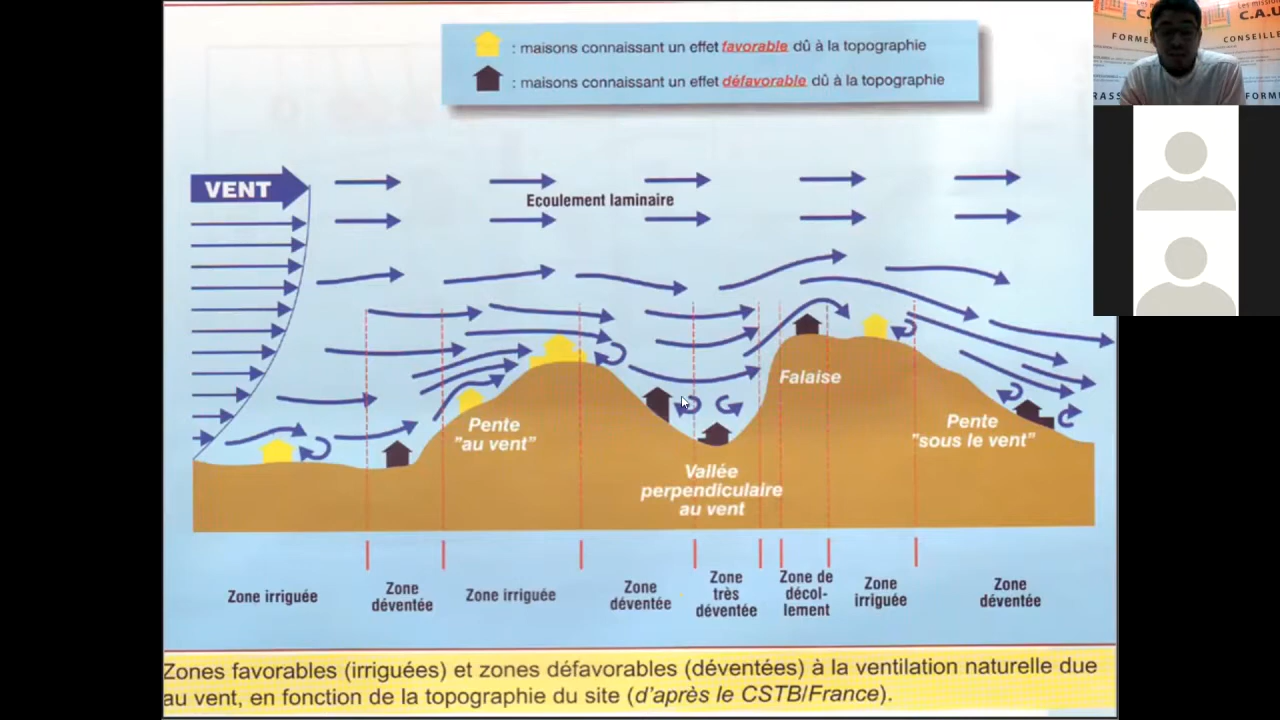 : maisons connaissant un effet favorable dû à la topographie
: maisons connaissant un effet défavorable dû à la topographie
VENT
Ecoulement laminaire
Falaise
Pente
"au vent"
Pente
"sous le vent"
Vallée
perpendiculaire
au vent
Zone irriguée
Zone
déventée
Zone irriguée
Zone
déventée
Zone
très
déventée
Zone de
décol-
lement
Zone
irriguée
Zone
déventée
Zones favorables (irriguées) et zones défavorables (déventées) à la ventilation naturelle due
au vent, en fonction de la topographie du site (d'après le CSTB/France).
C.A.U
FORME
CONSEILLE
FORM